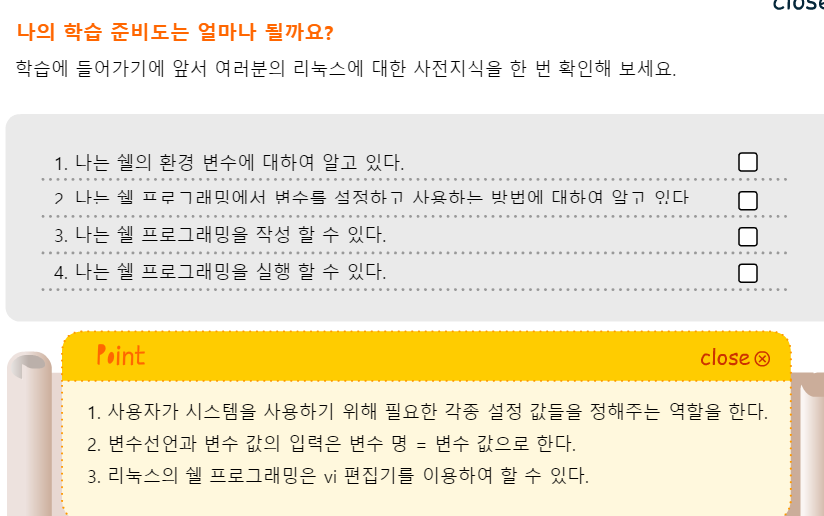 close
나의 학습 준비도는 얼마나 될까요?
학습에 들어가기에 앞서 여러분의 리눅스에 대한 사전지식을 한 번 확인해 보세요.
1. 나는 쉘의 환경 변수에 대하여 알고 있다.
2. 나는 쉘 프로그래밍에서 변수를 설정하고 사용하는 방법에 대하여 알고 있다
3. 나는 쉘 프로그래밍을 작성 할 수 있다.
4. 나는 쉘 프로그래밍을 실행 할 수 있다.
Point
close
1. 사용자가 시스템을 사용하기 위해 필요한 각종 설정 값들을 정해주는 역할을 한다.
2. 변수선언과 변수 값의 입력은 변수 명 = 변수 값으로 한다.
3. 리눅스의 쉘 프로그래밍은 vi 편집기를 이용하여 할 수 있다.